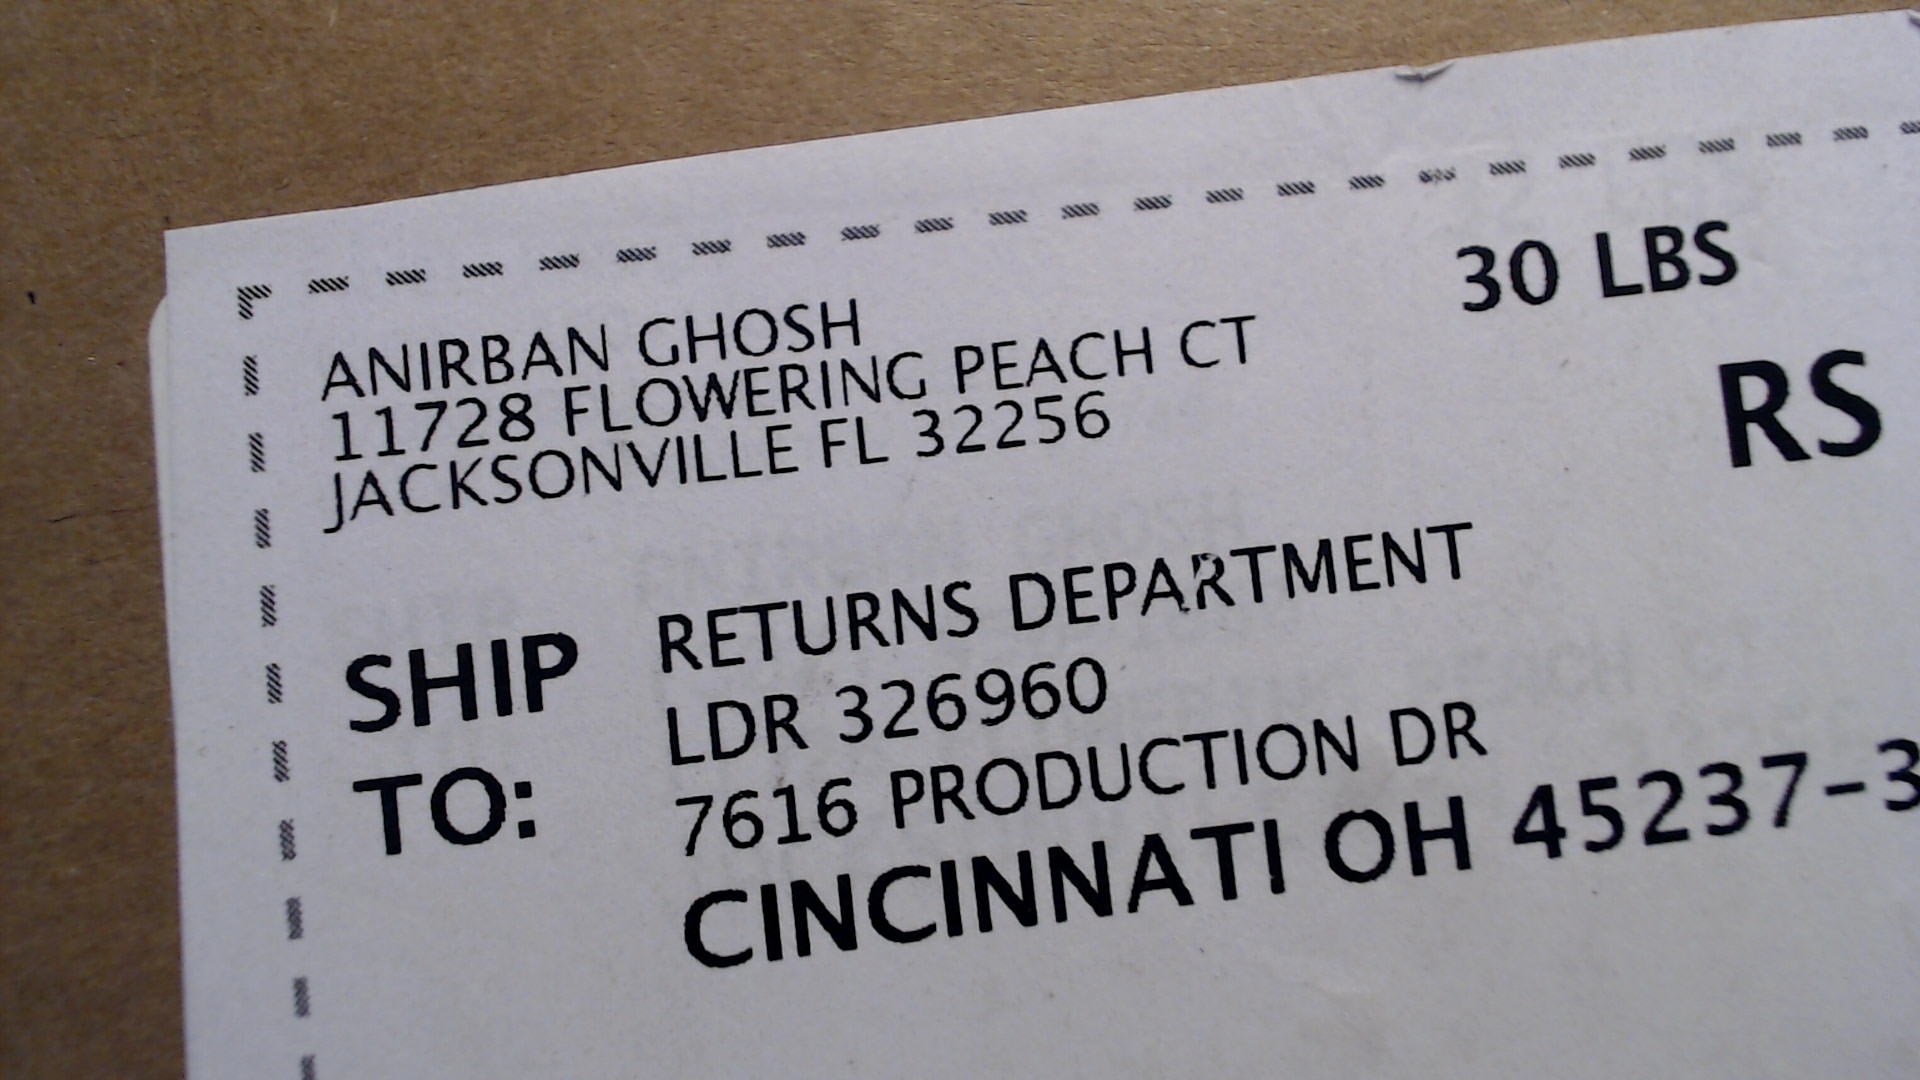 30 LBS
RS
ANIRBAN GHOSH
11728 FLOWERING PEACH CT
JACKSONVILLE FL 32256
SHIP TO:
RETURNS DEPARTMENT
LDR 326960
7616 PRODUCTION DR
CINCINNATI OH 45237-3